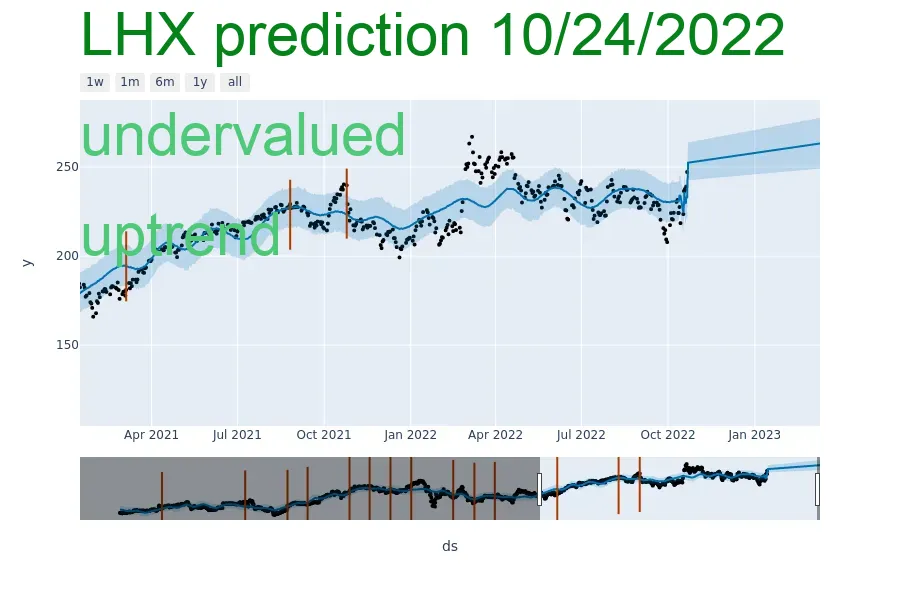 LHX prediction 10/24/2022
1w 1m 6m 1y all
undervalued
250
uptrend
y
200
150
Apr 2021 Jul 2021 Oct 2021 Jan 2022 Apr 2022 Jul 2022 Oct 2022 Jan 2023
ds